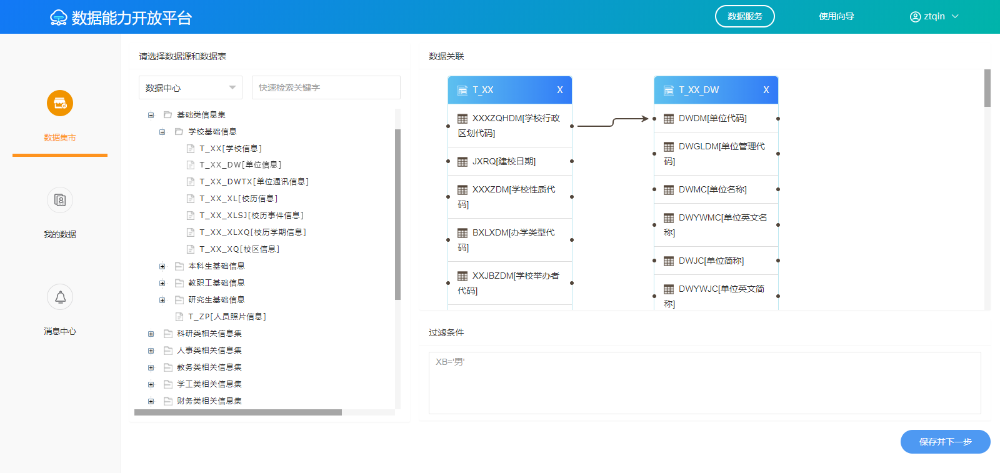 数据能力开放平台
数据服务
使用向导
ztqin
数据集市
我的数据
消息中心
请选择数据源和数据表
数据中心
快速检索关键字
基础类信息集
学校基础信息
T_XX[学校信息]
T_XX_DW[单位信息]
T_XX_DWTX[单位通讯信息]
T_XX_XL[校历信息]
T_XX_XLSJ[校历事件信息]
T_XX_XLXQ[校历学期信息]
T_XX_XQ[校区信息]
本科生基础信息
教职工基础信息
研究生基础信息
T_ZP[人员照片信息]
科研类相关信息集
人事类相关信息集
教务类相关信息集
学工类相关信息集
财务类相关信息集
数据关联
T_XX
X
XXXZQHDM[学校行政
区划代码]
JXRQ[建校日期]
XXXZDM[学校性质代
码]
BXLXDM[办学类型代
码]
XXJBZDM[学校举办者
代码]
T_XX_DW
X
DWDM[单位代码]
DWGLDM[单位管理代
码]
DWMC[单位名称]
DWYWMC[单位英文名
称]
DWJC[单位简称]
DWYWJC[单位英文简
称]
过滤条件
XB='男'
保存并下一步